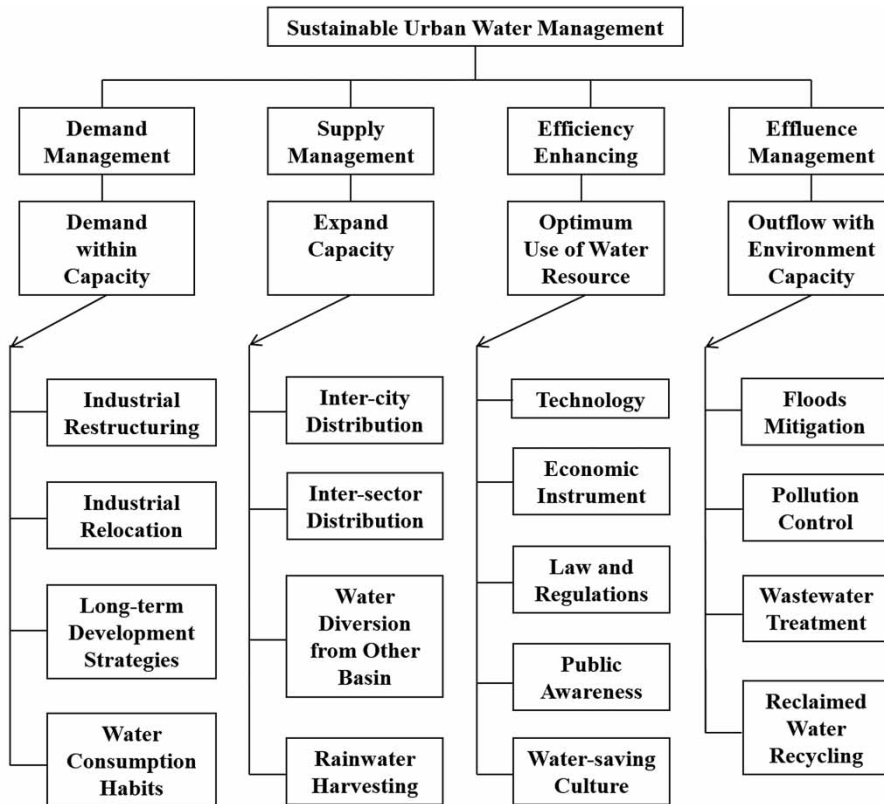 Sustainable Urban Water Management
Demand
Management
Supply
Management
Efficiency
Enhancing
Effluence
Management
Demand
within
Capacity
Expand
Capacity
Optimum
Use of Water
Resource
Outflow with
Environment
Capacity
Industrial
Restructuring
Industrial
Relocation
Long-term
Development
Strategies
Water
Consumption
Habits
Inter-city
Distribution
Inter-sector
Distribution
Water
Diversion
from Other
Basin
Rainwater
Harvesting
Technology
Economic
Instrument
Law and
Regulations
Public
Awareness
Water-saving
Culture
Floods
Mitigation
Pollution
Control
Wastewater
Treatment
Reclaimed
Water
Recycling